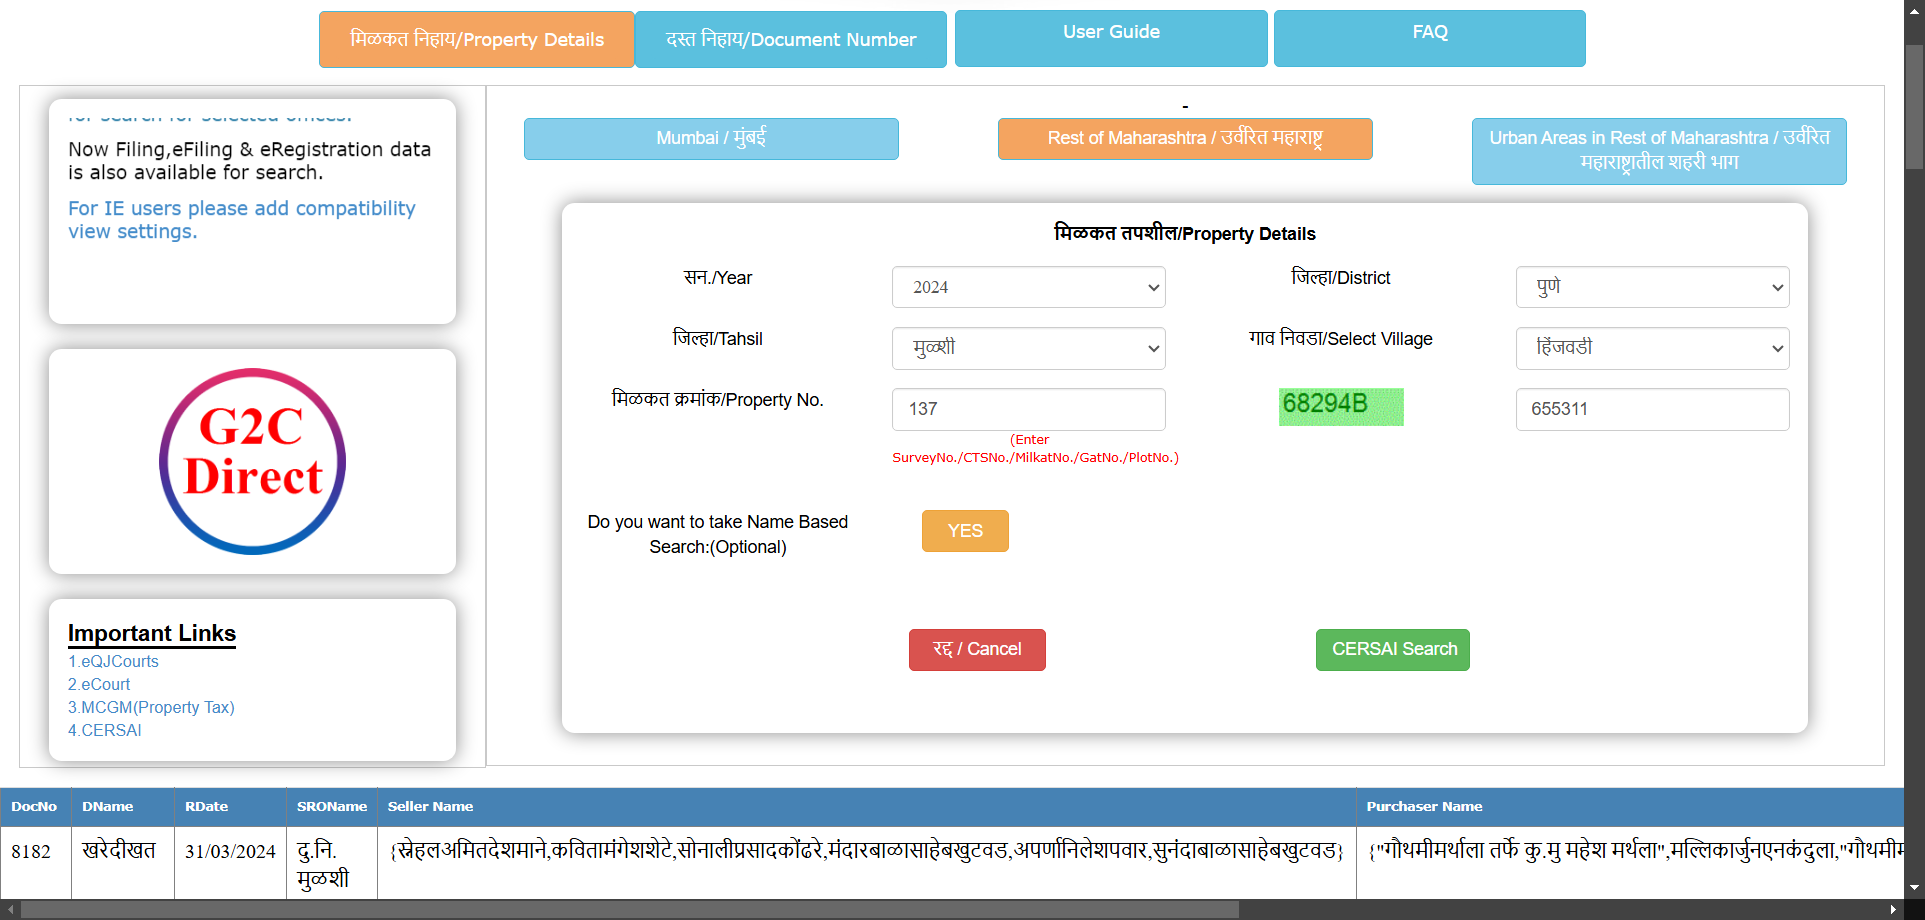 मिळकत निहाय/Property Details
दस्त निहाय/Document Number
User Guide
FAQ
for search for selected offices.
Now Filing,eFiling & eRegistration data
is also available for search.
For IE users please add compatibility
view settings.
G2C
Direct
Important Links
1.eQJCourts
2.eCourt
3.MCGM(Property Tax)
4.CERSAI
-
Mumbai / मुंबई
Rest of Maharashtra / उर्वरित महाराष्ट्र
Urban Areas in Rest of Maharashtra / उर्वरित
महाराष्ट्रातील शहरी भाग
मिळकत तपशील/Property Details
सन./Year
2024
जिल्हा/District
पुणे
जिल्हा/Tahsil
मुळशी
गाव निवडा/Select Village
हिंजवडी
मिळकत क्रमांक/Property No.
137
68294B
655311
(Enter
SurveyNo./CTSNo./MilkatNo./GatNo./PlotNo.)
Do you want to take Name Based
Search:(Optional)
YES
रद्द / Cancel
CERSAI Search
DocNo DName RDate SROName Seller Name Purchaser Name
8182 खरेदीखत 31/03/2024 दु.नि. {स्नेहलअमितदेशमाने,कवितामंगेशशेटे,सोनालीप्रसादकोंढरे,मंदारबाळासाहेबखुटवड,अपर्णानिलेशपवार,सुनंदाबाळासाहेबखुटवड} {"गौथमीमर्थाला तर्फे कु.मु महेश मर्थला",मल्लिकार्जुनएनकंदुला,"गौथमीम
मुळशी